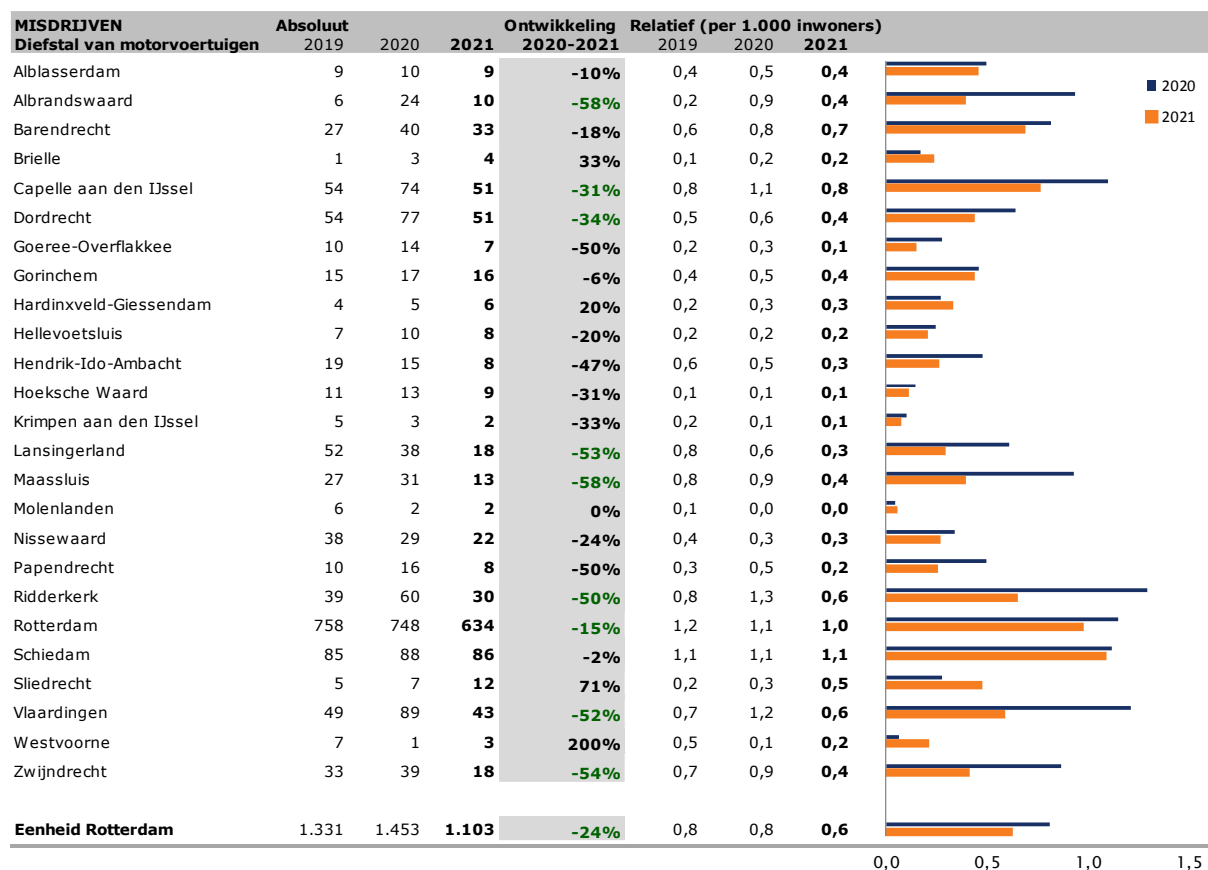 MISDRIJVEN Absoluut Ontwikkeling Relatief (per 1.000 inwoners)
Diefstal van motorvoertuigen 2019 2020 2021 2020-2021 2019 2020 2021
Alblasserdam 9 10 9 -10% 0,4 0,5 0,4
2020
Albrandswaard 6 24 10 -58% 0,2 0,9 0,4
2021
Barendrecht 27 40 33 -18% 0,6 0,8 0,7
Brielle 1 3 4 33% 0,1 0,2 0,2
Capelle aan den IJssel 54 74 51 -31% 0,8 1,1 0,8
Dordrecht 54 77 51 -34% 0,5 0,6 0,4
Goeree-Overflakkee 10 14 7 -50% 0,2 0,3 0,1
Gorinchem 15 17 16 -6% 0,4 0,5 0,4
Hardinxveld-Giessendam 4 5 6 20% 0,2 0,3 0,3
Hellevoetsluis 7 10 8 -20% 0,2 0,2 0,2
Hendrik-Ido-Ambacht 19 15 8 -47% 0,6 0,5 0,3
Hoeksche Waard 11 13 9 -31% 0,1 0,1 0,1
Krimpen aan den IJssel 5 3 2 -33% 0,2 0,1 0,1
Lansingerland 52 38 18 -53% 0,8 0,6 0,3
Maassluis 27 31 13 -58% 0,8 0,9 0,4
Molenlanden 6 2 2 0% 0,1 0,0 0,0
Nissewaard 38 29 22 -24% 0,4 0,3 0,3
Papendrecht 10 16 8 -50% 0,3 0,5 0,2
Ridderkerk 39 60 30 -50% 0,8 1,3 0,6
Rotterdam 758 748 634 -15% 1,2 1,1 1,0
Schiedam 85 88 86 -2% 1,1 1,1 1,1
Sliedrecht 5 7 12 71% 0,2 0,3 0,5
Vlaardingen 49 89 43 -52% 0,7 1,2 0,6
Westvoorne 7 1 3 200% 0,5 0,1 0,2
Zwijndrecht 33 39 18 -54% 0,7 0,9 0,4
Eenheid Rotterdam 1.331 1.453 1.103 -24% 0,8 0,8 0,6
0,0 0,5 1,0 1,5